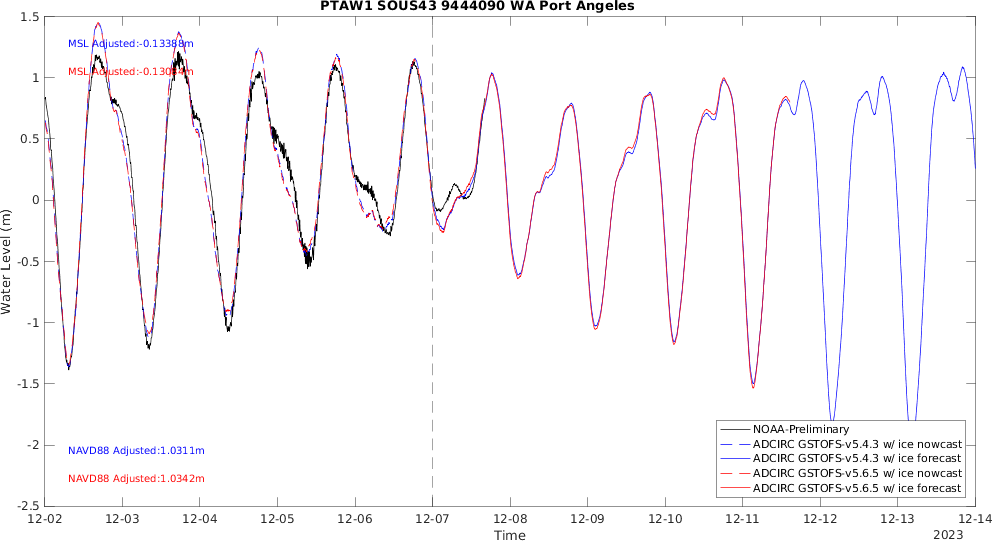 PTAW1 SOUS43 9444090 WA Port Angeles
1.5
1
0.5
0
-0.5
-1
-1.5
-2
-2.5
Water Level (m)
MSL Adjusted:-0.13388m
MSL Adjusted:-0.13084m
NAVD88 Adjusted:1.0311m
NAVD88 Adjusted:1.0342m
NOAA-Preliminary
ADCIRC GSTOFS-v5.4.3 w/ ice nowcast
ADCIRC GSTOFS-v5.4.3 w/ ice forecast
ADCIRC GSTOFS-v5.6.5 w/ ice nowcast
ADCIRC GSTOFS-v5.6.5 w/ ice forecast
12-02 12-03 12-04 12-05 12-06 12-07 12-08 12-09 12-10 12-11 12-12 12-13 12-14
Time
2023